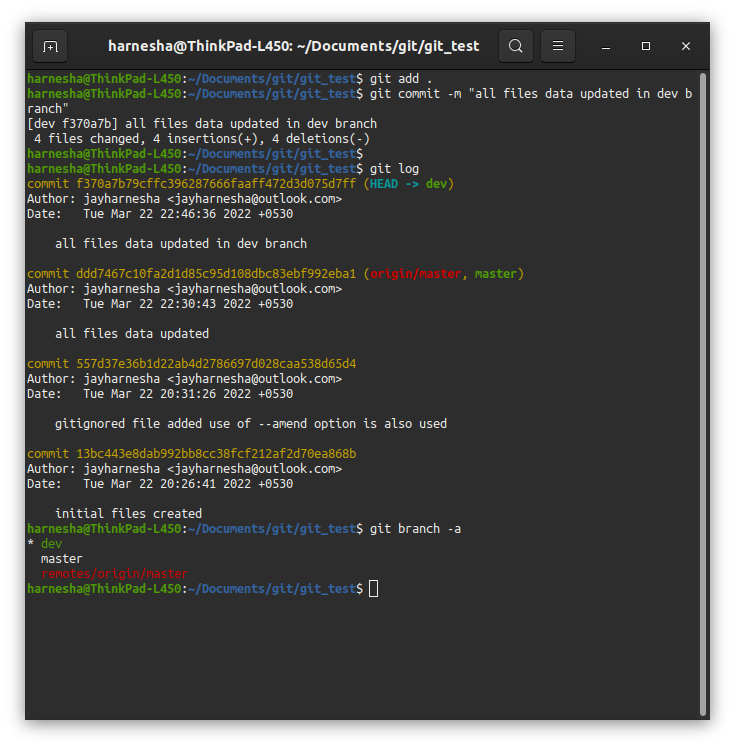 harnesha@ThinkPad-L450: ~/Documents/git/git_test
harnesha@ThinkPad-L450:~/Documents/git/git_test$ git add .
harnesha@ThinkPad-L450:~/Documents/git/git_test$ git commit -m "all files data updated in dev b
ranch"
[dev f370a7b] all files data updated in dev branch
 4 files changed, 4 insertions(+), 4 deletions(-)
harnesha@ThinkPad-L450:~/Documents/git/git_test$
harnesha@ThinkPad-L450:~/Documents/git/git_test$ git log
commit f370a7b79cffc396287666faaff472d3d075d7ff (HEAD -> dev)
Author: jayharnesha <jayharnesha@outlook.com>
Date:   Tue Mar 22 22:46:36 2022 +0530
    all files data updated in dev branch
commit ddd7467c10fa2d1d85c95d108dbc83ebf992eba1 (origin/master, master)
Author: jayharnesha <jayharnesha@outlook.com>
Date:   Tue Mar 22 22:30:43 2022 +0530
    all files data updated
commit 557d37e36b1d22ab4d2786697d028caa538d65d4
Author: jayharnesha <jayharnesha@outlook.com>
Date:   Tue Mar 22 20:31:26 2022 +0530
    gitignored file added use of --amend option is also used
commit 13bc443e8dab992bb8cc38fcf212af2d70ea868b
Author: jayharnesha <jayharnesha@outlook.com>
Date:   Tue Mar 22 20:26:41 2022 +0530
    initial files created
harnesha@ThinkPad-L450:~/Documents/git/git_test$ git branch -a
* dev
  master
  remotes/origin/master
harnesha@ThinkPad-L450:~/Documents/git/git_test$